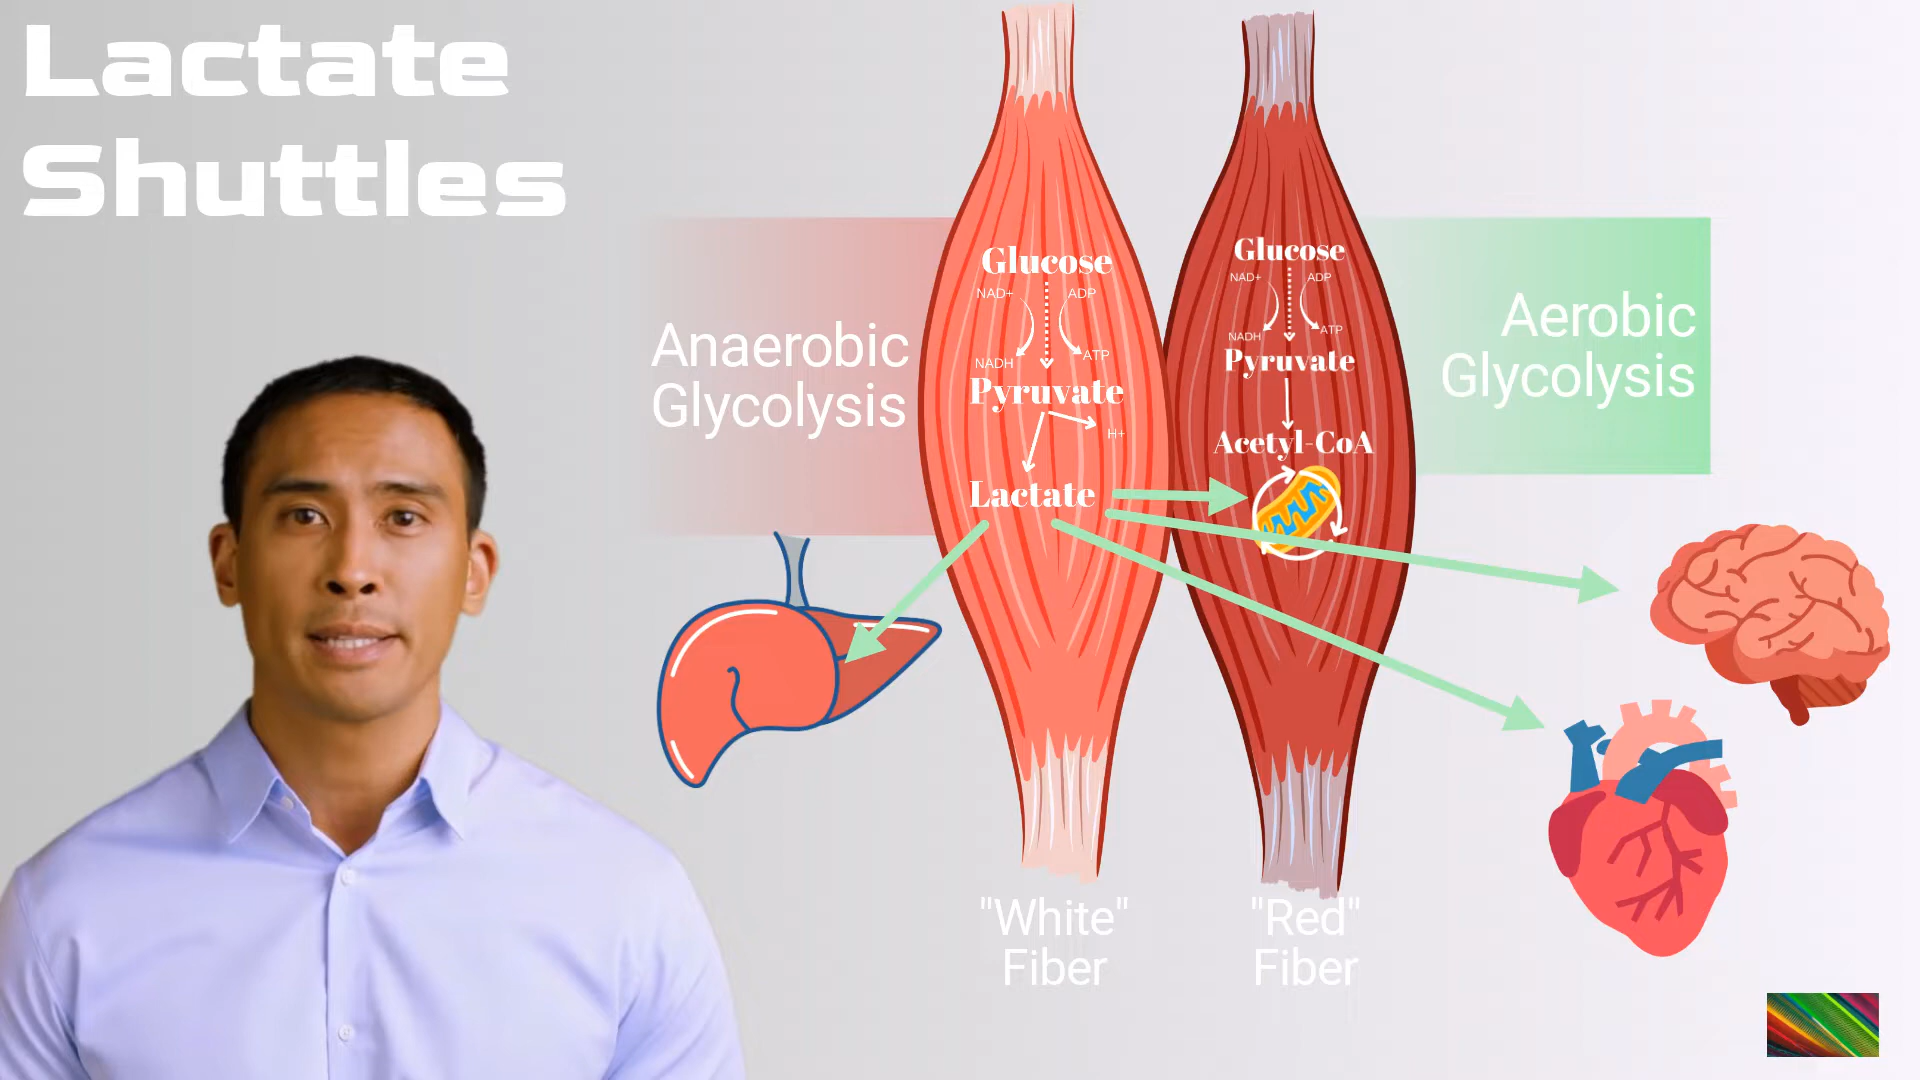 Lactate
Shuttles
Anaerobic
Glycolysis
Glucose
NAD+
ADP
NADH
ATP
Pyruvate
H+
Lactate
Glucose
NAD+
ADP
NADH
ATP
Pyruvate
Acetyl-CoA
Aerobic
Glycolysis
"White"
Fiber
"Red"
Fiber